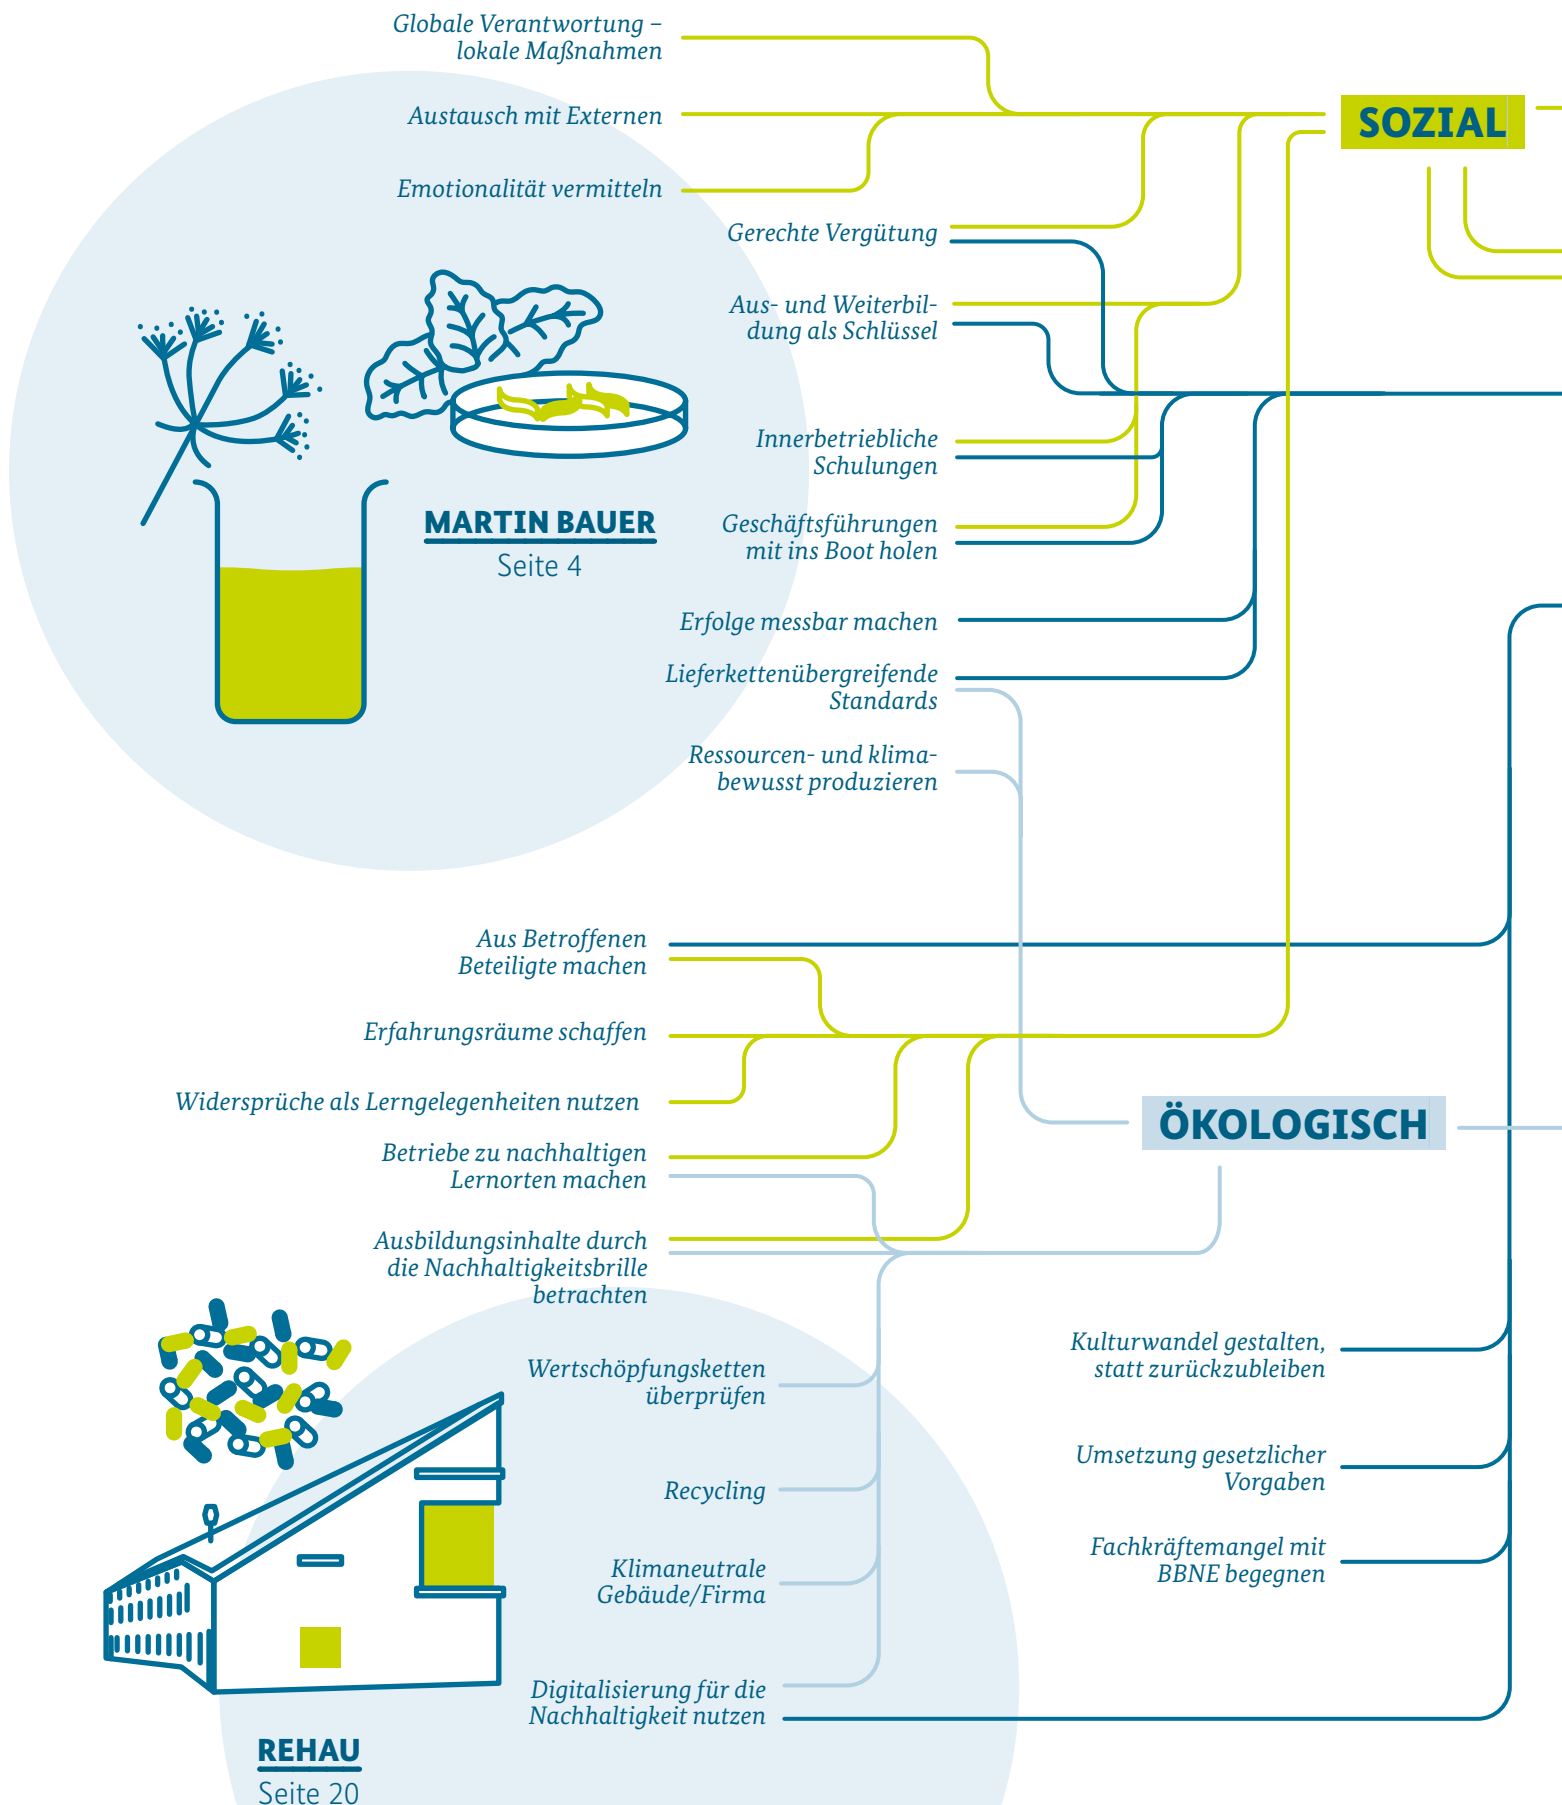 Globale Verantwortung –
lokale Maßnahmen
Austausch mit Externen
SOZIAL
Emotionalität vermitteln
Gerechte Vergütung
Aus- und Weiterbil-
dung als Schlüssel
Innerbetriebliche
Schulungen
MARTIN BAUER
Seite 4
Geschäftsführungen
mit ins Boot holen
Erfolge messbar machen
Lieferkettenübergreifende
Standards
Ressourcen- und klima-
bewusst produzieren
Aus Betroffenen
Beteiligte machen
Erfahrungsräume schaffen
Widersprüche als Lerngelegenheiten nutzen
ÖKOLOGISCH
Betriebe zu nachhaltigen
Lernorten machen
Ausbildungsinhalte durch
die Nachhaltigkeitsbrille
betrachten
Wertschöpfungsketten
überprüfen
Kulturwandel gestalten,
statt zurückzubleiben
Recycling
Umsetzung gesetzlicher
Vorgaben
Klimaneutrale
Gebäude/Firma
Fachkräftemangel mit
BBNE begegnen
Digitalisierung für die
Nachhaltigkeit nutzen
REHAU
Seite 20